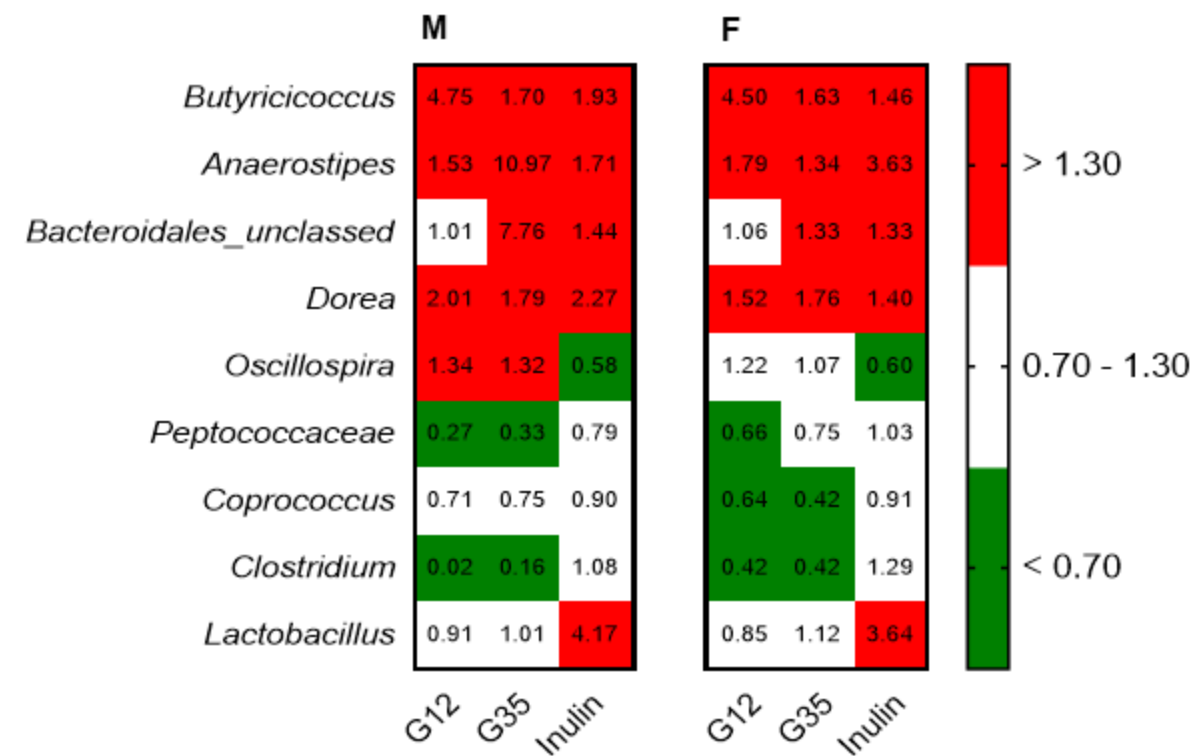 M F
Butyricicoccus 4.75 1.70 1.93 4.50 1.63 1.46
Anaerostipes 1.53 10.97 1.71 1.79 1.34 3.63 > 1.30
Bacteroidales_unclassed 1.01 7.76 1.44 1.06 1.33 1.33
Dorea 2.01 1.79 2.27 1.52 1.76 1.40
Oscillospira 1.34 1.32 0.58 1.22 1.07 0.60 0.70 - 1.30
Peptococcaceae 0.27 0.33 0.79 0.66 0.75 1.03
Coprococcus 0.71 0.75 0.90 0.64 0.42 0.91
Clostridium 0.02 0.16 1.08 0.42 0.42 1.29 < 0.70
Lactobacillus 0.91 1.01 4.17 0.85 1.12 3.64
G12 G35 Inulin G12 G35 Inulin